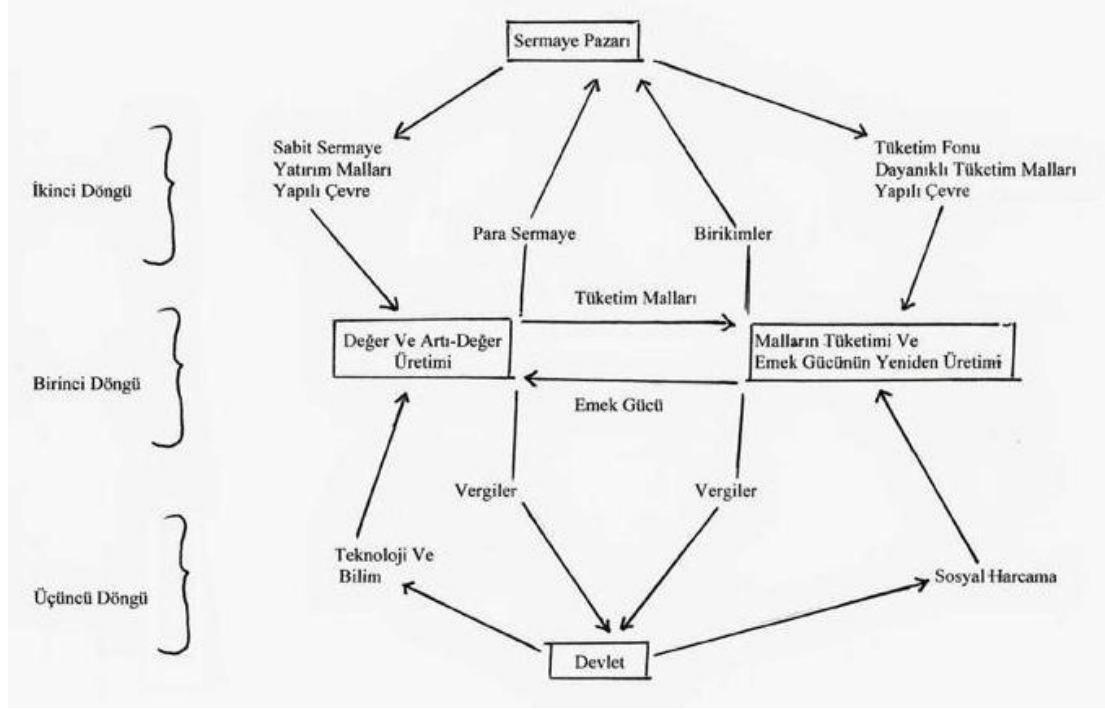 Sermaye Pazarı
Sabit Sermaye
Yatırım Malları
Yapılı Çevre
Tüketim Fonu
Dayanıklı Tüketim Malları
Yapılı Çevre
İkinci Döngü
Para Sermaye
Birikimler
Tüketim Malları
Değer Ve Artı-Değer
Üretimi
Malların Tüketimi Ve
Emek Gücünün Yeniden Üretimi
Birinci Döngü
Emek Gücü
Vergiler
Vergiler
Teknoloji Ve
Bilim
Sosyal Harcama
Üçüncü Döngü
Devlet